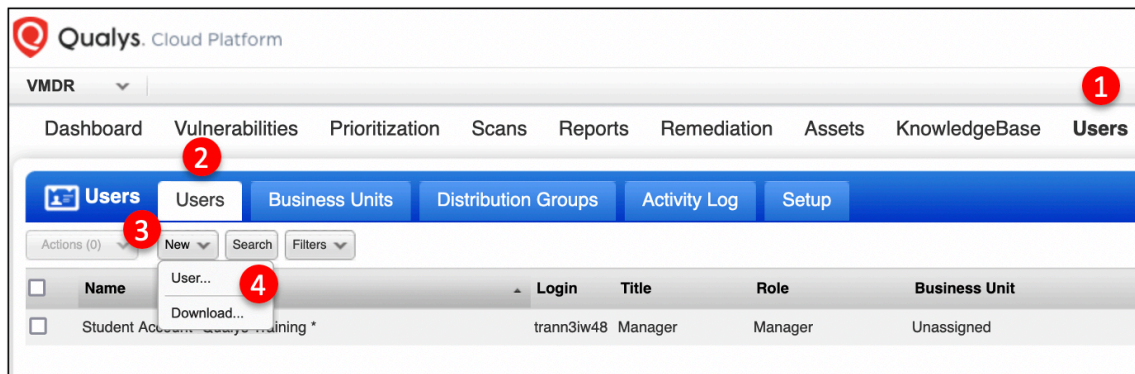 Qualys. Cloud Platform
VMDR
1
Dashboard Vulnerabilities Prioritization Scans Reports Remediation Assets KnowledgeBase Users
2
Users Users Business Units Distribution Groups Activity Log Setup
3
Actions (0) New Search Filters
User... 4
Name Login Title Role Business Unit
Download...
Student Account Qualys Training * trann3iw48 Manager Manager Unassigned